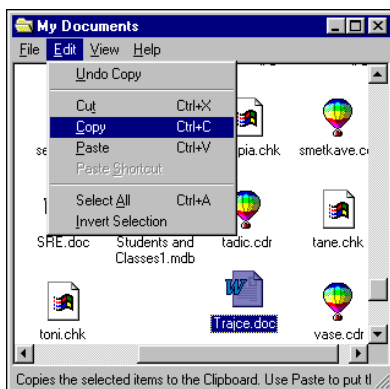 My Documents
File Edit View Help
Undo Copy
Cut Ctrl+X
Copy Ctrl+C
Paste Ctrl+V
Paste Shortcut
Select All Ctrl+A
Invert Selection
pia.chk smetkave.c
SRE.doc Students and Classes1.mdb tadic.cdr tane.chk
toni.chk Trajce.doc vase.cdr
Copies the selected items to the Clipboard. Use Paste to put tl